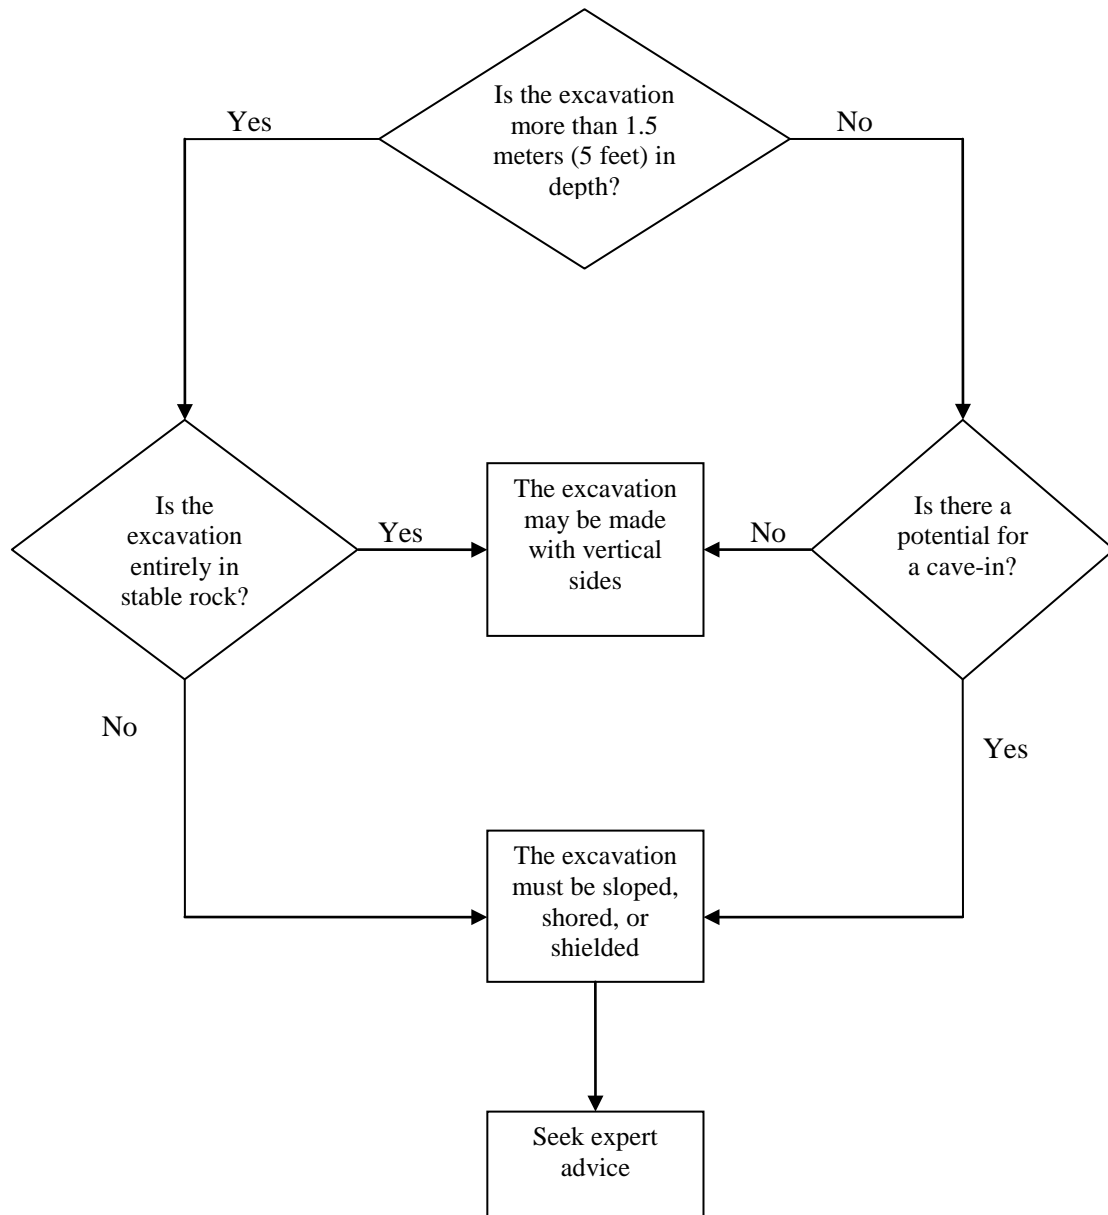 Is the excavation
more than 1.5
meters (5 feet) in
depth?
Yes
No
Is the
excavation
entirely in
stable rock?
Yes
The excavation
may be made
with vertical
sides
No
Is there a
potential for
a cave-in?
No
Yes
The excavation
must be sloped,
shored, or
shielded
Seek expert
advice